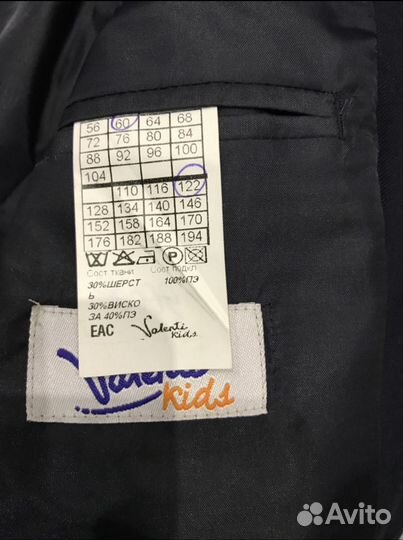 56 60 64 68
72 76 80 84
88 92 96 100
104
110 116 122
128 134 140 146
152 158 164 170
176 182 188 194
Сост ткани Сост подкл
30%ШЕРСТ 100%ПЭ
Ь
30%ВИСКО
ЗА 40%ПЭ
ЕАС Valenti
kids
Valenti
kids
Avito